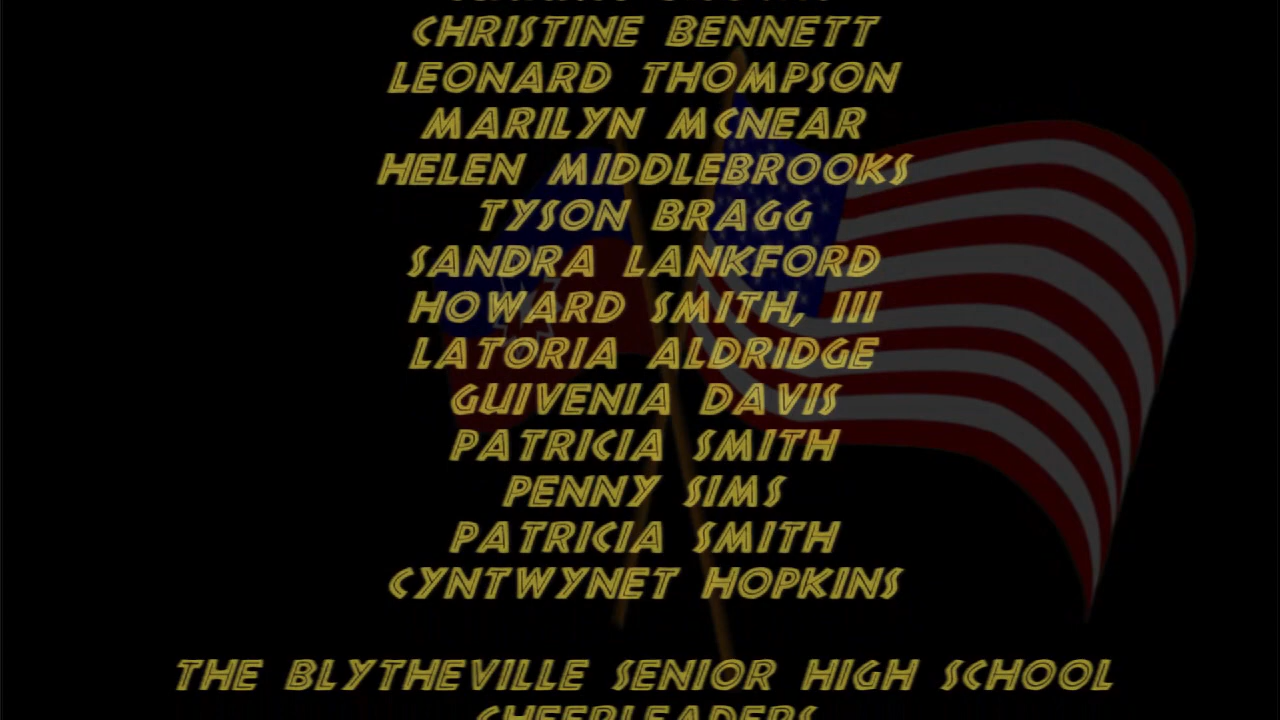 CHRISTINE BENNETT
LEONARD THOMPSON
MARILYN MCNEAR
HELEN MIDDLEBROOKS
TYSON BRAGG
SANDRA LANKFORD
HOWARD SMITH, III
LATORIA ALDRIDGE
GUIVENIA DAVIS
PATRICIA SMITH
PENNY SIMS
PATRICIA SMITH
CYNTWYNET HOPKINS
THE BLYTHEVILLE SENIOR HIGH SCHOOL
CHEERLEADERS